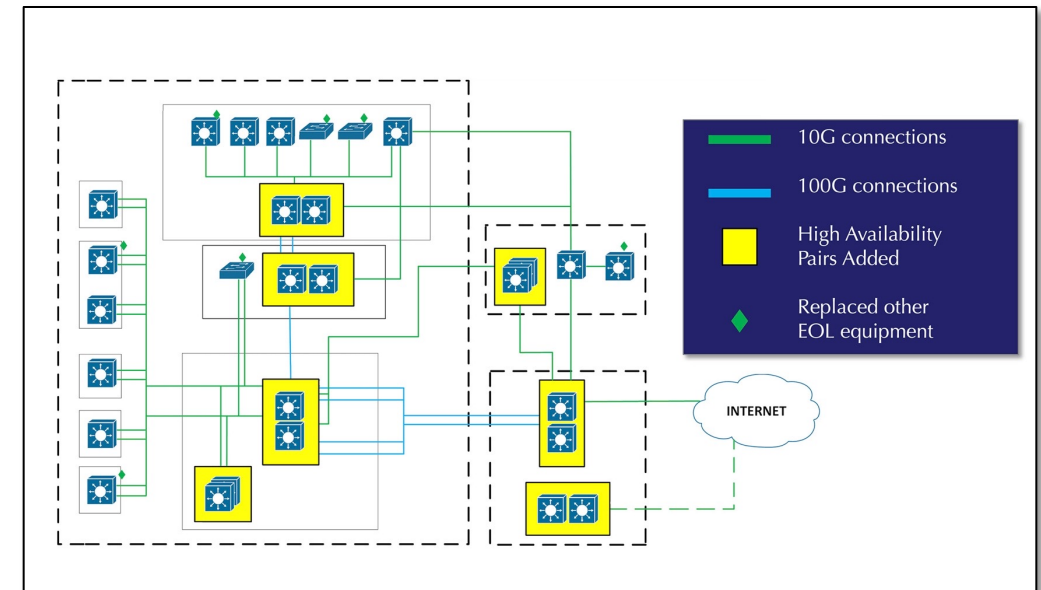 10G connections
100G connections
High Availability
Pairs Added
Replaced other
EOL equipment
INTERNET